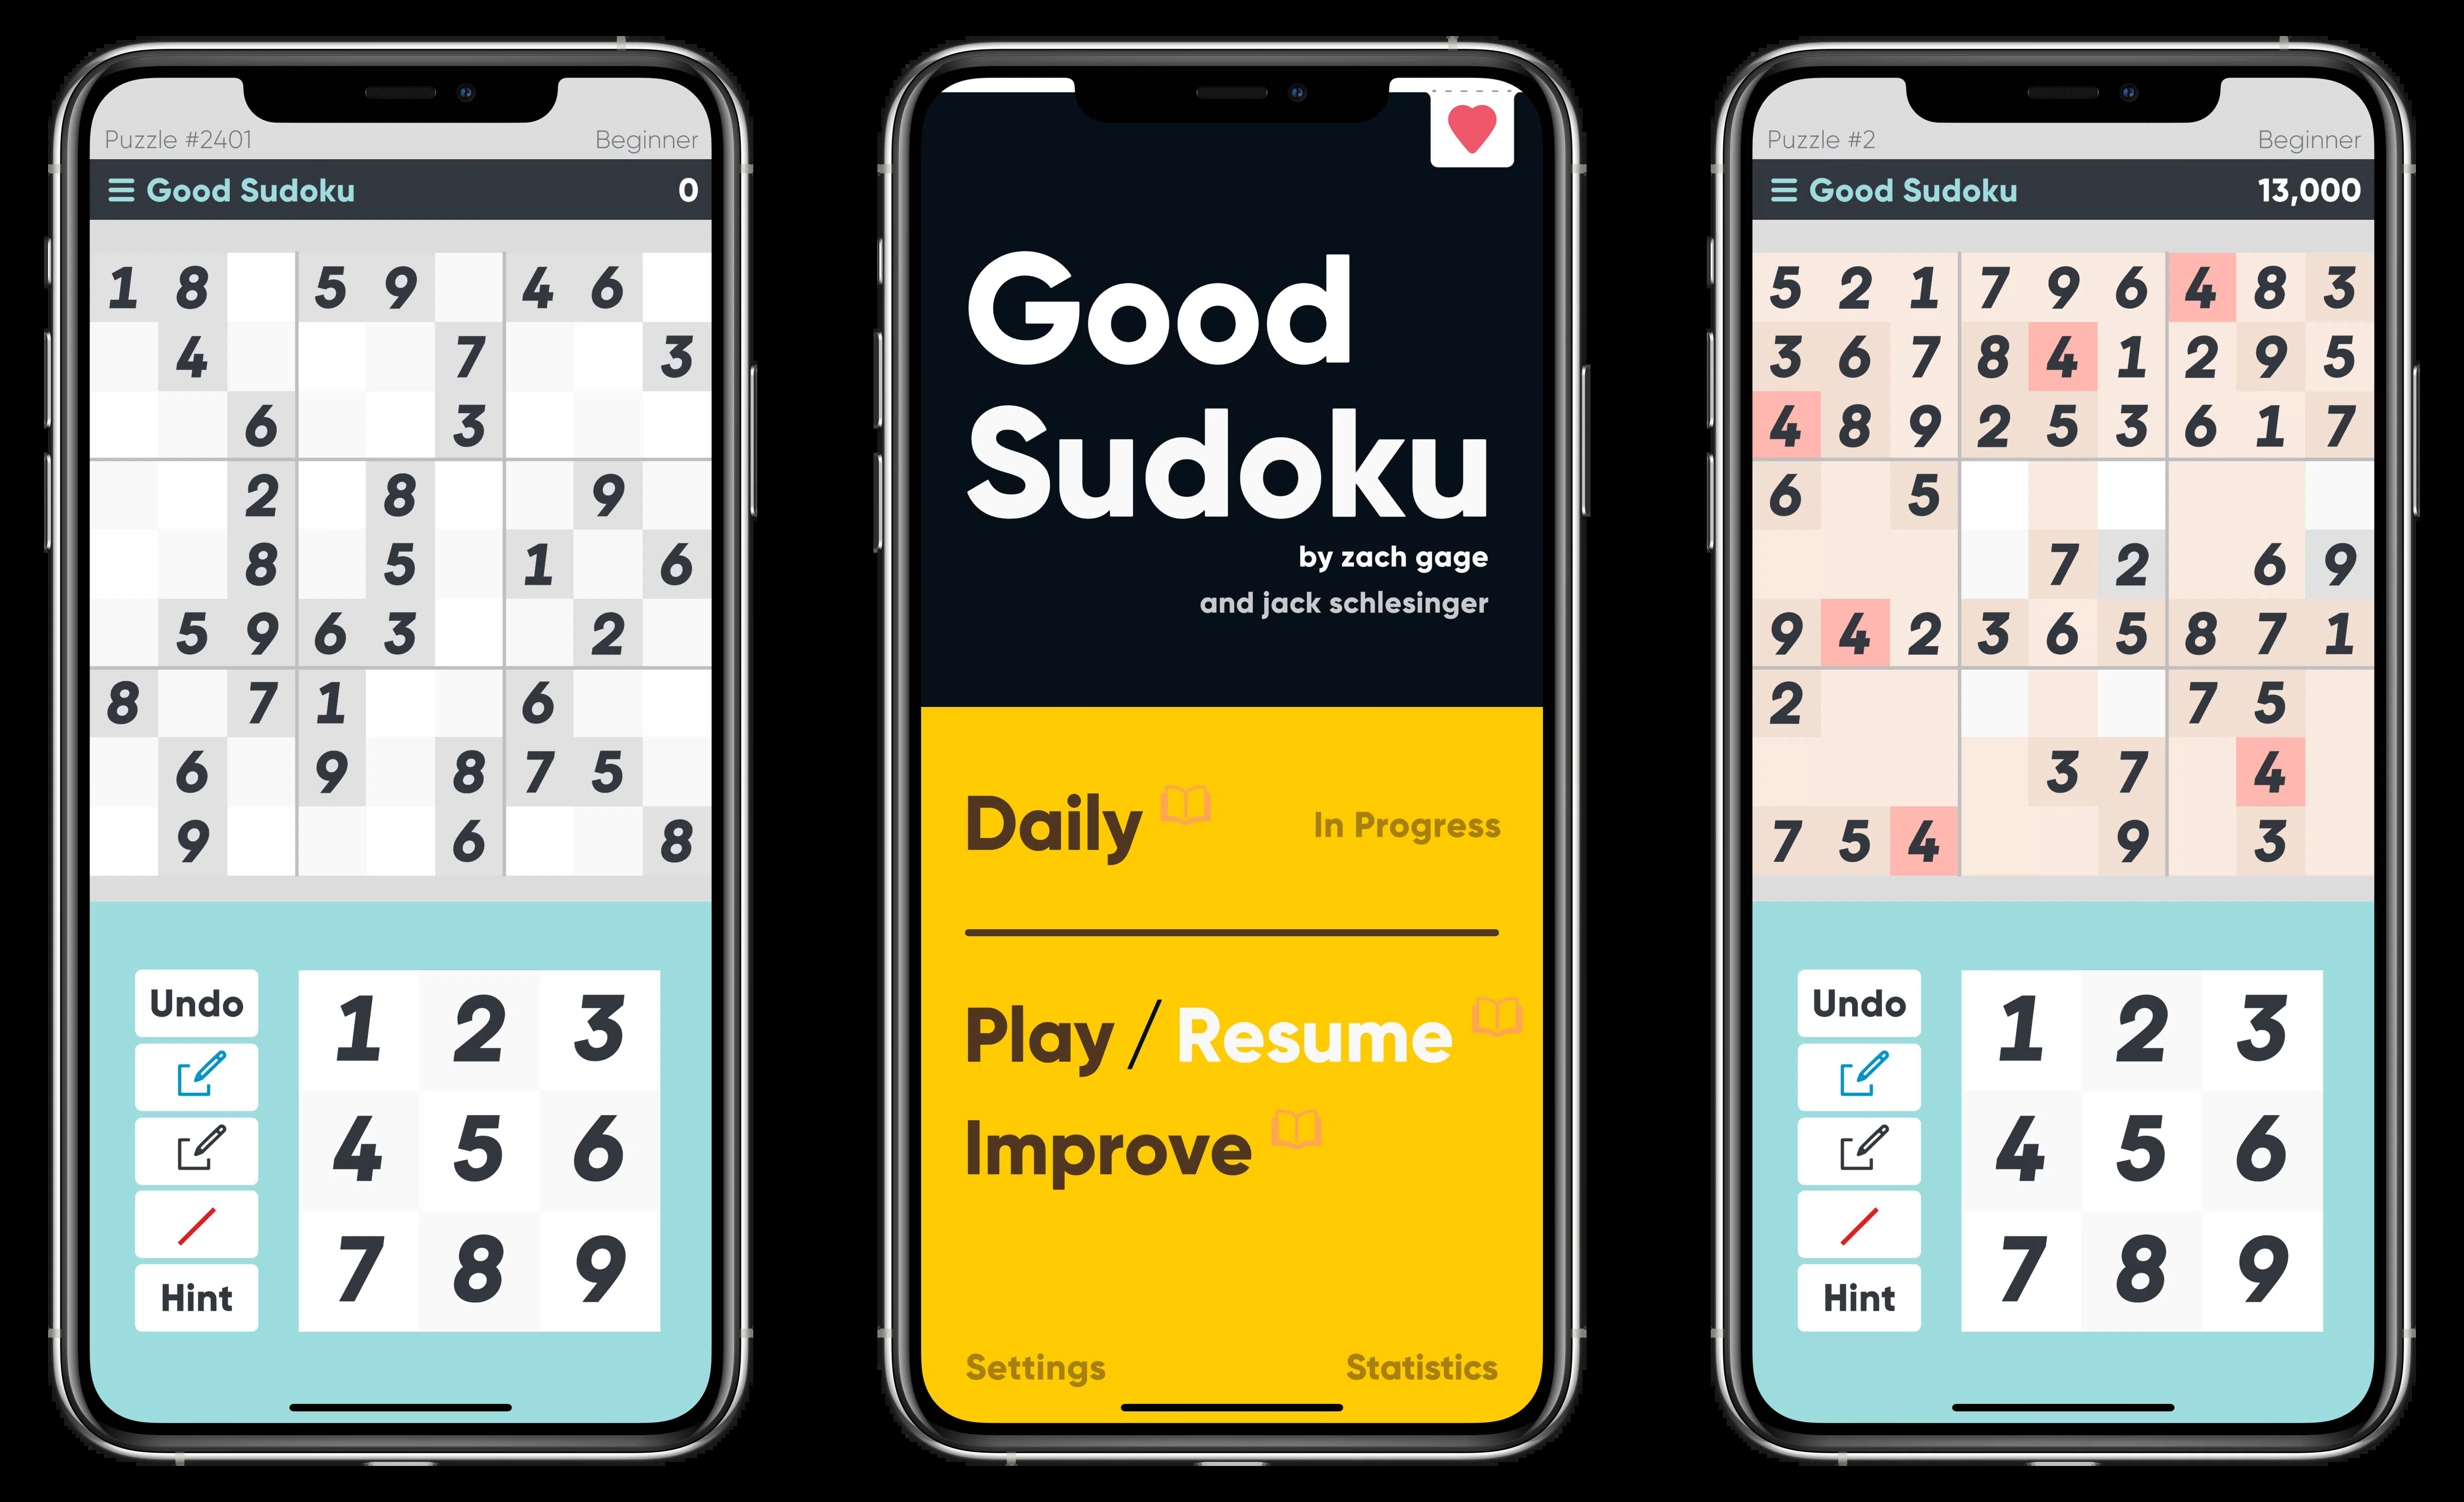 Puzzle #2401 Beginner
Good Sudoku 0
1 8 5 9 4 6
4 7 3
6 3
2 8 9
8 5 1 6
5 9 6 3 2
8 7 1 6
6 9 8 7 5
9 6 8
Undo
1 2 3
4 5 6
7 8 9
Hint
Good
Sudoku
by zach gage
and jack schlesinger
Daily In Progress
Play / Resume
Improve
Settings Statistics
Puzzle #2 Beginner
Good Sudoku 13,000
5 2 1 7 9 6 4 8 3
3 6 7 8 4 1 2 9 5
4 8 9 2 5 3 6 1 7
6 5
7 2 6 9
9 4 2 3 6 5 8 7 1
2 7 5
3 7 4
7 5 4 9 3
Undo
1 2 3
4 5 6
7 8 9
Hint